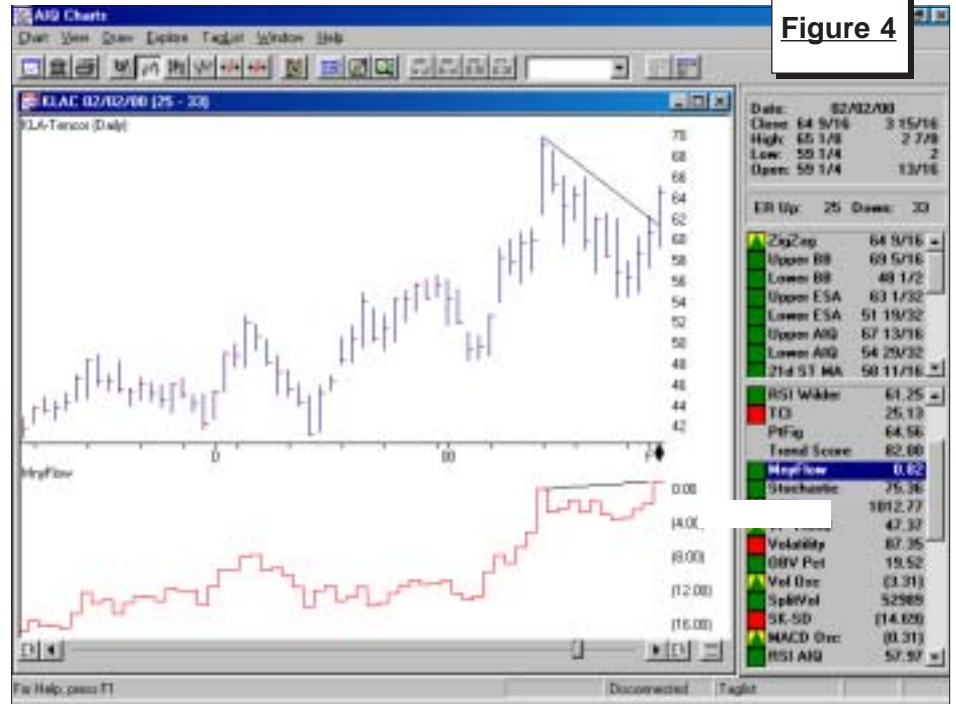 AIQ Charts
Figure 4
Chart View Draw Explore TagList Window Help
KLAC 02/02/00 (25 - 33)
KLA-Tencor (Daily)
70
68
66
64
62
60
58
56
54
52
50
48
46
44
42
D
00
F
MnyFlow
0.00
(4.00)
(8.00)
(12.00)
(16.00)
Date: 02/02/00
Close: 64 9/16 3 15/16
High: 65 1/8 2 7/8
Low: 59 1/4 2
Open: 59 1/4 13/16
ER Up: 25 Down: 33
ZigZag 64 9/16
Upper BB 69 5/16
Lower BB 48 1/2
Upper ESA 63 1/32
Lower ESA 51 19/32
Upper AIQ 67 13/16
Lower AIQ 54 29/32
21d ST MA 58 11/16
RSI Wilder 61.25
TCI 25.13
PtFig 64.56
Trend Score 82.00
MnyFlow 0.82
Stochastic 75.36
1812.77
47.37
Volatility 87.35
OBV Pct 19.52
Vol Osc (3.31)
SplitVol 52989
SK-SD (14.69)
MACD Osc (0.31)
RSI AIQ 57.97
For Help, press F1
Disconnected
Taglist